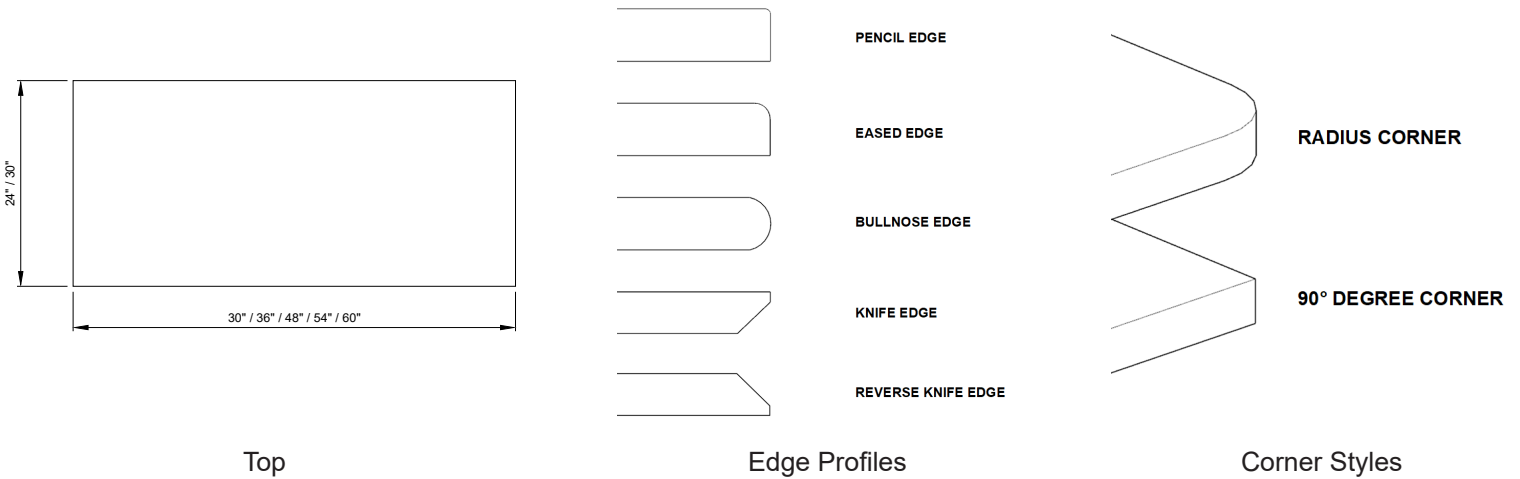 24" / 30"
30" / 36" / 48" / 54" / 60"
Top
PENCIL EDGE
EASED EDGE
BULLNOSE EDGE
KNIFE EDGE
REVERSE KNIFE EDGE
Edge Profiles
RADIUS CORNER
90° DEGREE CORNER
Corner Styles